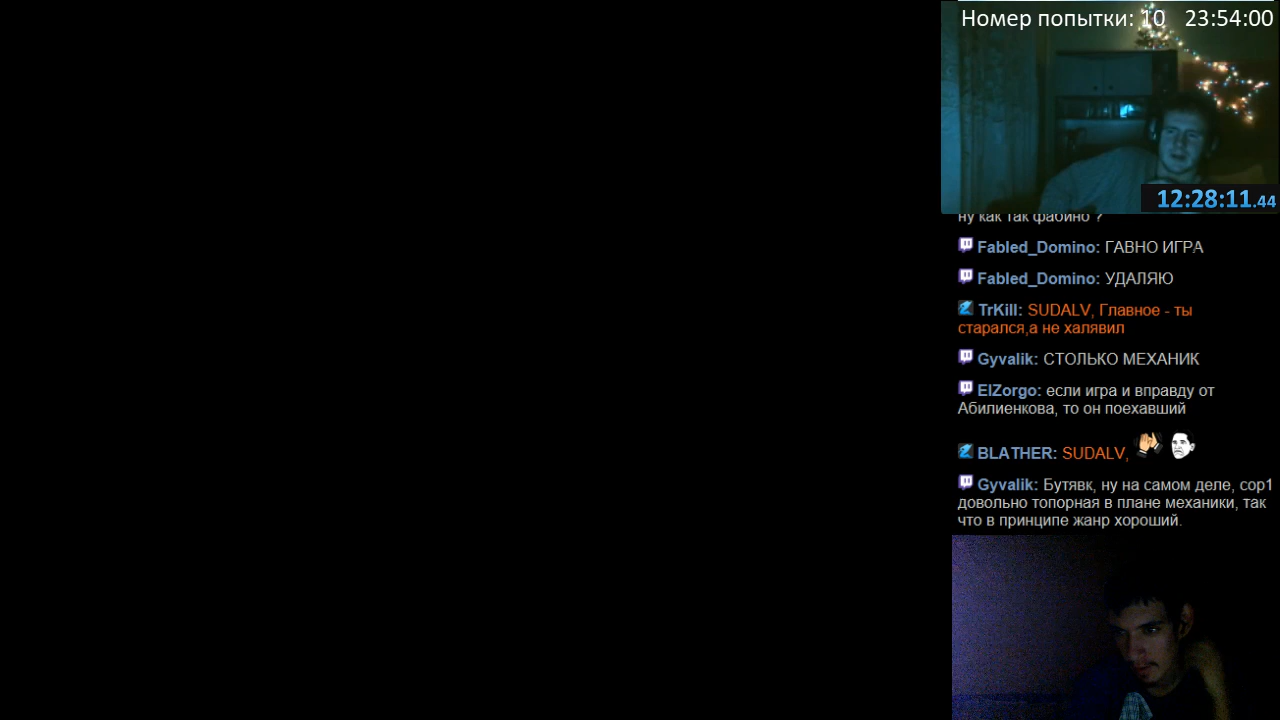 Номер попытки: 10 23:54:00
12:28:11.44
ну как так фабино ?
Fabled_Domino: ГАВНО ИГРА
Fabled_Domino: УДАЛЯЮ
TrKill: SUDALV, Главное - ты
старался,а не халявил
Gyvalik: СТОЛЬКО МЕХАНИК
ElZorgo: если игра и вправду от
Абилиенкова, то он поехавший
BLATHER: SUDALV,
Gyvalik: Бутявк, ну на самом деле, сор1
довольно топорная в плане механики, так
что в принципе жанр хороший.